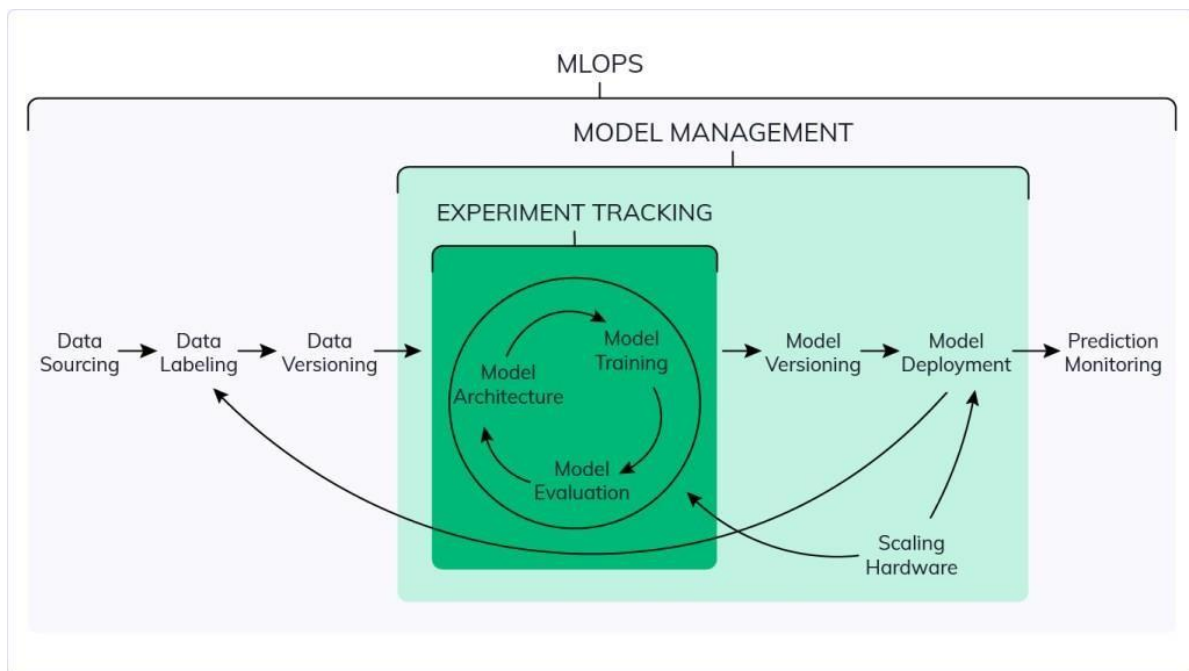 MLOPS
MODEL MANAGEMENT
EXPERIMENT TRACKING
Data
Sourcing
Data
Labeling
Data
Versioning
Model
Architecture
Model
Training
Model
Evaluation
Model
Versioning
Model
Deployment
Prediction
Monitoring
Scaling
Hardware